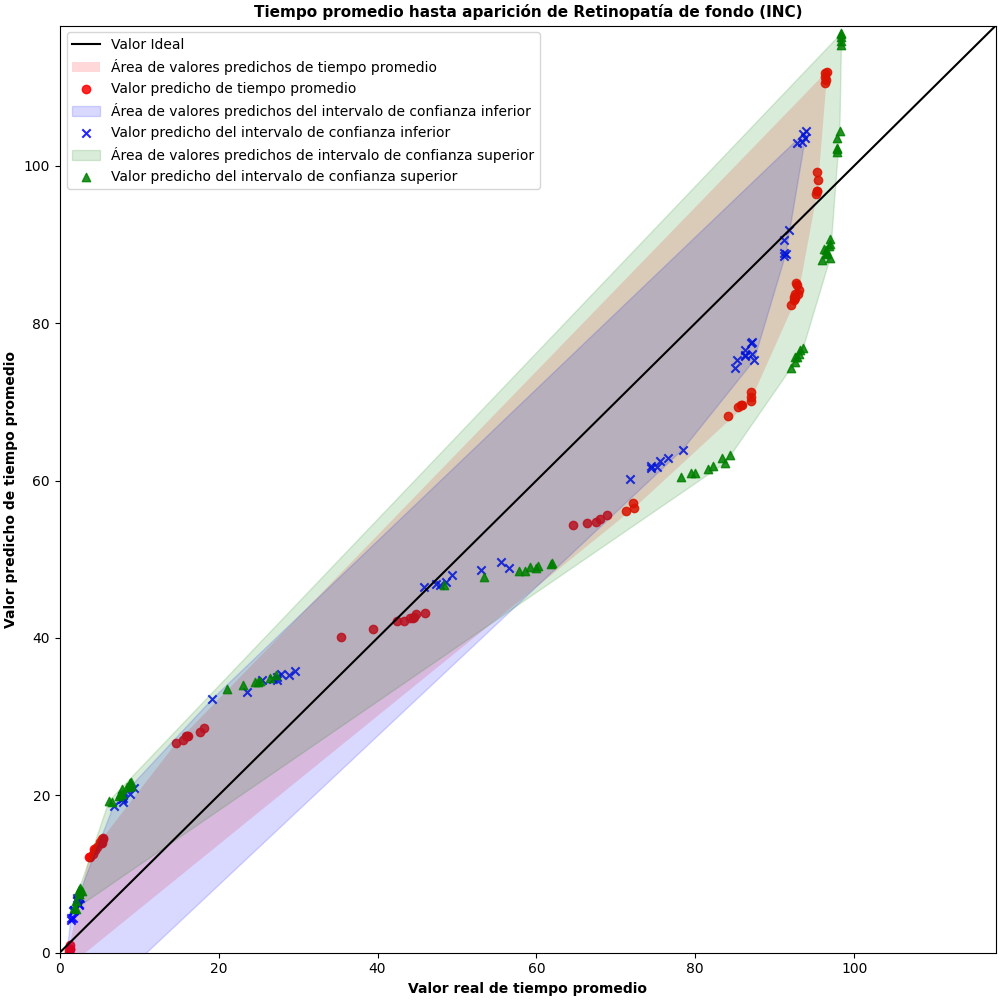 Tiempo promedio hasta aparición de Retinopatía de fondo (INC)
Valor Ideal
Área de valores predichos de tiempo promedio
Valor predicho de tiempo promedio
Área de valores predichos del intervalo de confianza inferior
Valor predicho del intervalo de confianza inferior
Área de valores predichos de intervalo de confianza superior
Valor predicho del intervalo de confianza superior
Valor predicho de tiempo promedio
100
80
60
40
20
0
0 20 40 60 80 100
Valor real de tiempo promedio